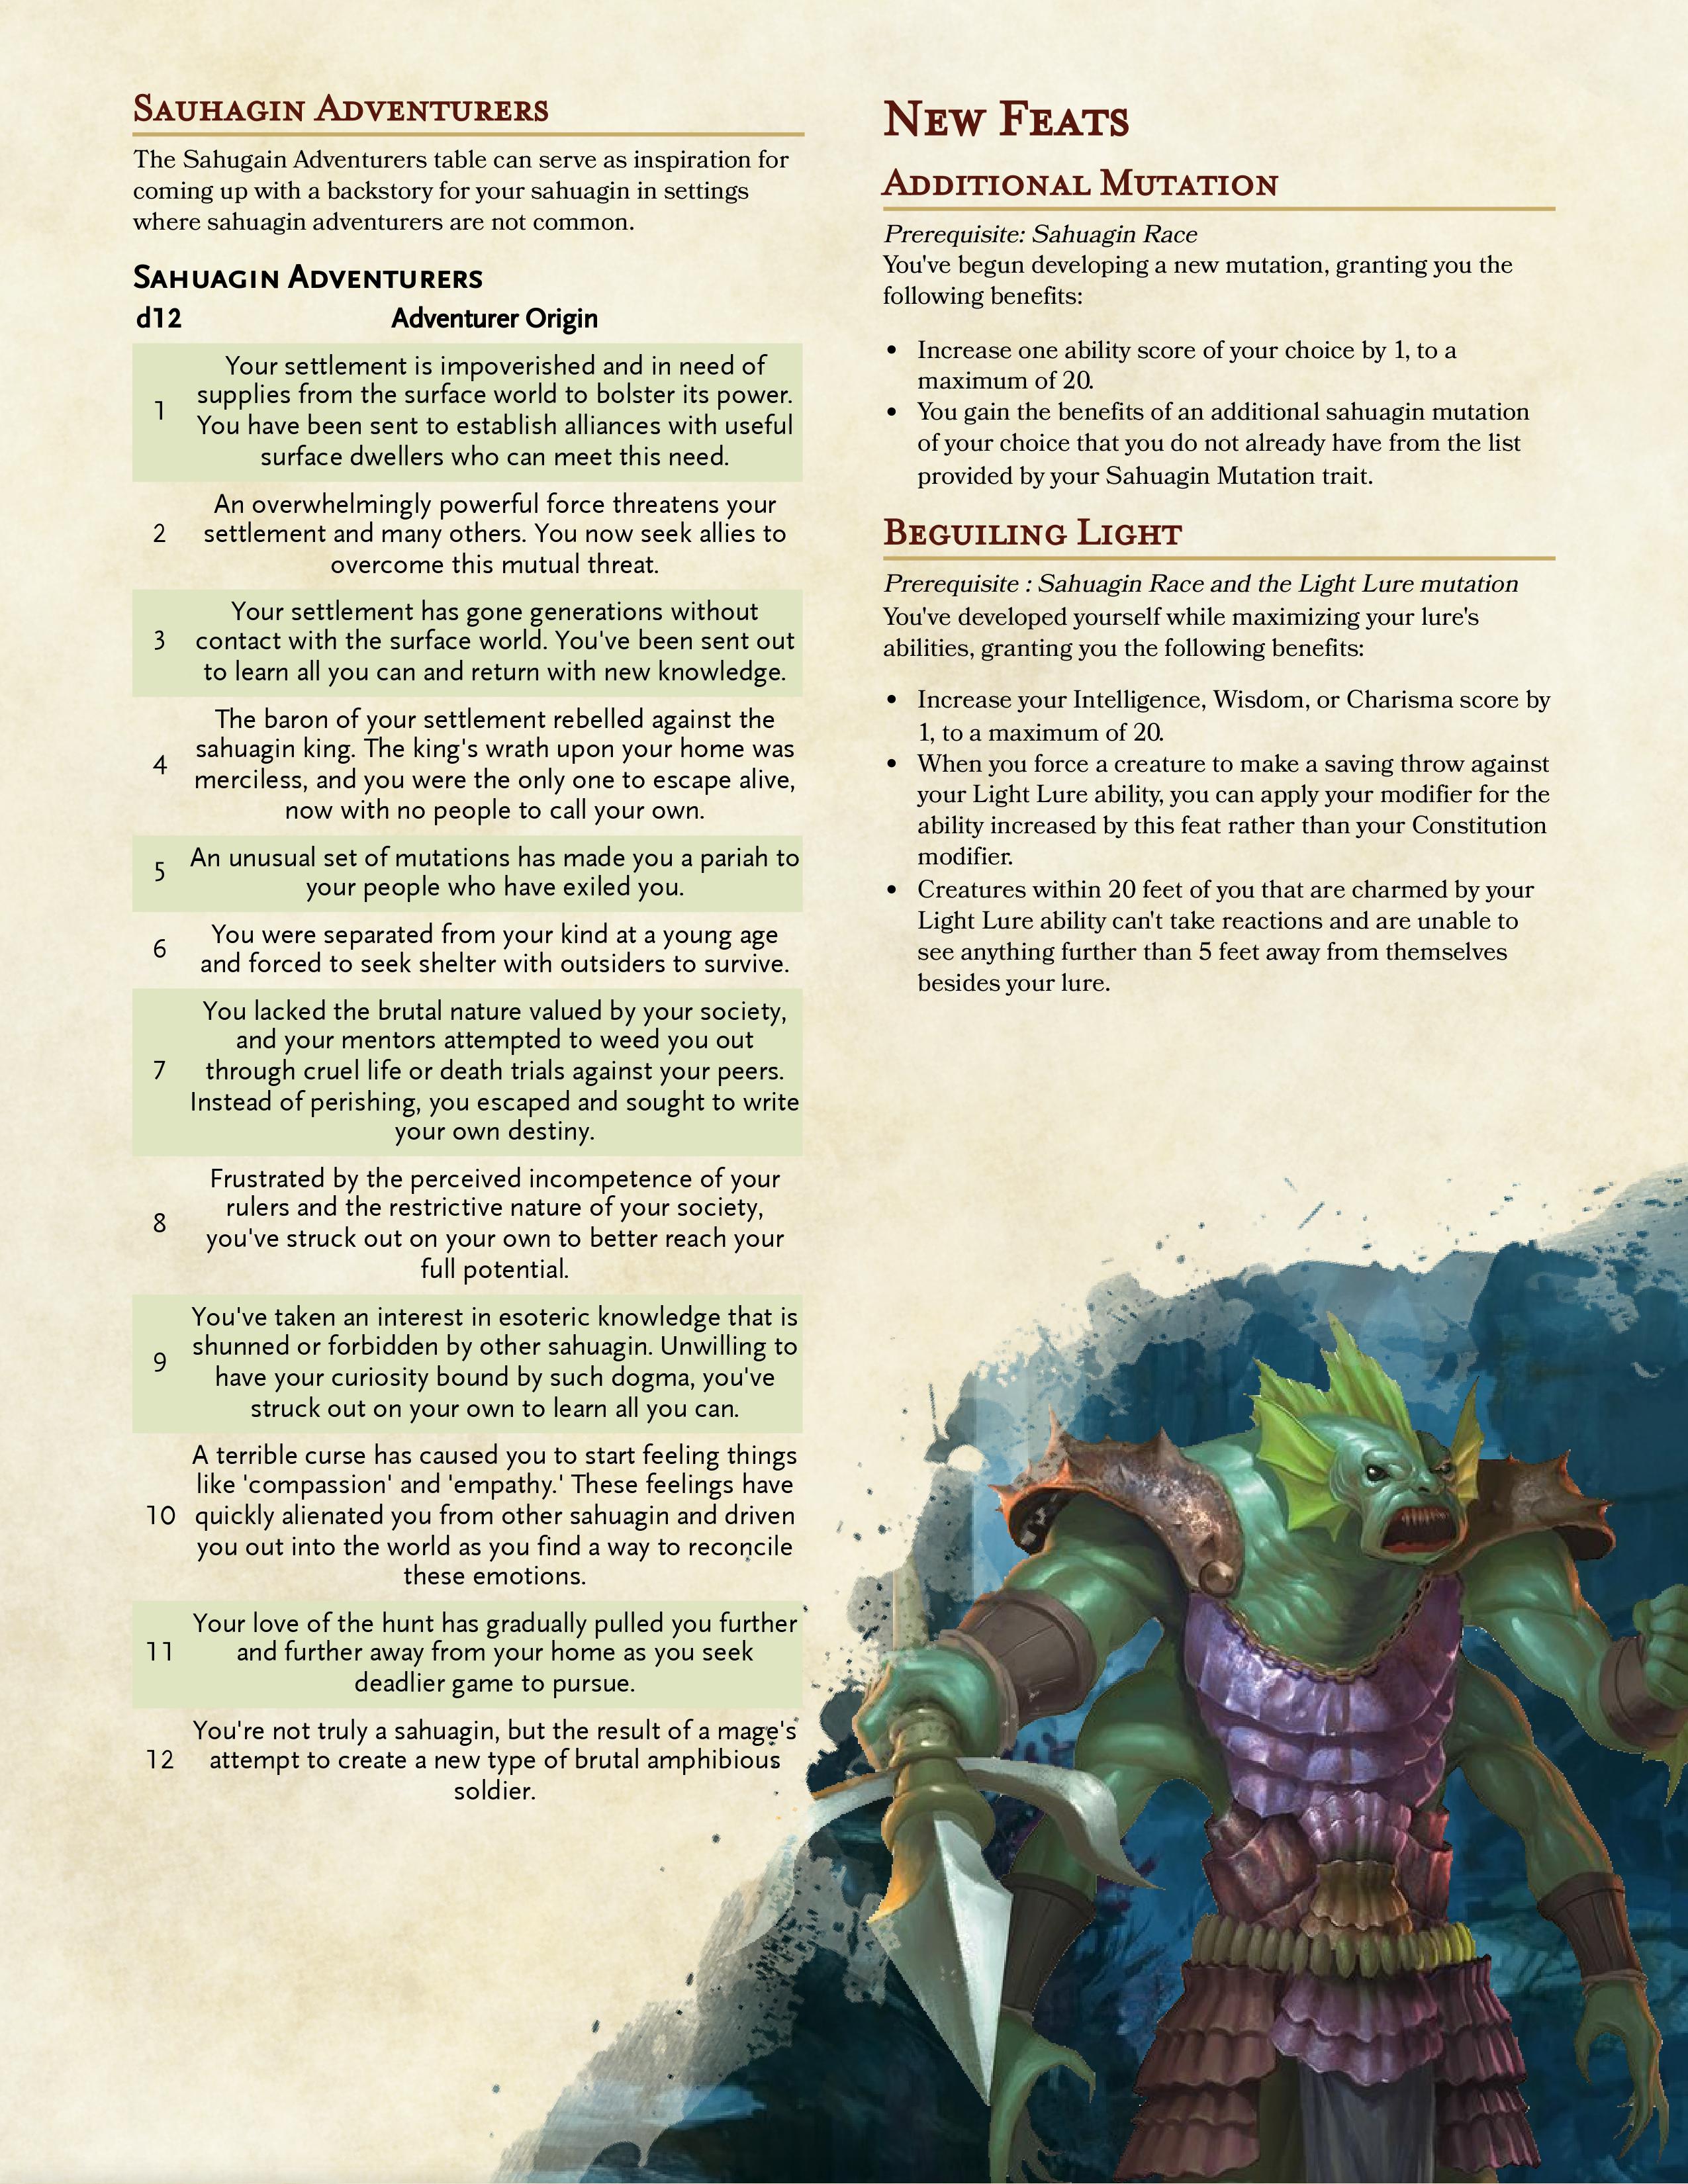 Sauhagin Adventurers
The Sahugain Adventurers table can serve as inspiration for
coming up with a backstory for your sahuagin in settings
where sahuagin adventurers are not common.
Sahuagin Adventurers
d12 Adventurer Origin
1 Your settlement is impoverished and in need of
supplies from the surface world to bolster its power.
You have been sent to establish alliances with useful
surface dwellers who can meet this need.
2 An overwhelmingly powerful force threatens your
settlement and many others. You now seek allies to
overcome this mutual threat.
3 Your settlement has gone generations without
contact with the surface world. You've been sent out
to learn all you can and return with new knowledge.
4 The baron of your settlement rebelled against the
sahuagin king. The king's wrath upon your home was
merciless, and you were the only one to escape alive,
now with no people to call your own.
5 An unusual set of mutations has made you a pariah to
your people who have exiled you.
6 You were separated from your kind at a young age
and forced to seek shelter with outsiders to survive.
7 You lacked the brutal nature valued by your society,
and your mentors attempted to weed you out
through cruel life or death trials against your peers.
Instead of perishing, you escaped and sought to write
your own destiny.
8 Frustrated by the perceived incompetence of your
rulers and the restrictive nature of your society,
you've struck out on your own to better reach your
full potential.
9 You've taken an interest in esoteric knowledge that is
shunned or forbidden by other sahuagin. Unwilling to
have your curiosity bound by such dogma, you've
struck out on your own to learn all you can.
10 A terrible curse has caused you to start feeling things
like 'compassion' and 'empathy.' These feelings have
quickly alienated you from other sahuagin and driven
you out into the world as you find a way to reconcile
these emotions.
11 Your love of the hunt has gradually pulled you further
and further away from your home as you seek
deadlier game to pursue.
12 You're not truly a sahuagin, but the result of a mage's
attempt to create a new type of brutal amphibious
soldier.
New Feats
Additional Mutation
Prerequisite: Sahuagin Race
You've begun developing a new mutation, granting you the
following benefits:
• Increase one ability score of your choice by 1, to a
maximum of 20.
• You gain the benefits of an additional sahuagin mutation
of your choice that you do not already have from the list
provided by your Sahuagin Mutation trait.
Beguiling Light
Prerequisite : Sahuagin Race and the Light Lure mutation
You've developed yourself while maximizing your lure's
abilities, granting you the following benefits:
• Increase your Intelligence, Wisdom, or Charisma score by
1, to a maximum of 20.
• When you force a creature to make a saving throw against
your Light Lure ability, you can apply your modifier for the
ability increased by this feat rather than your Constitution
modifier.
• Creatures within 20 feet of you that are charmed by your
Light Lure ability can't take reactions and are unable to
see anything further than 5 feet away from themselves
besides your lure.